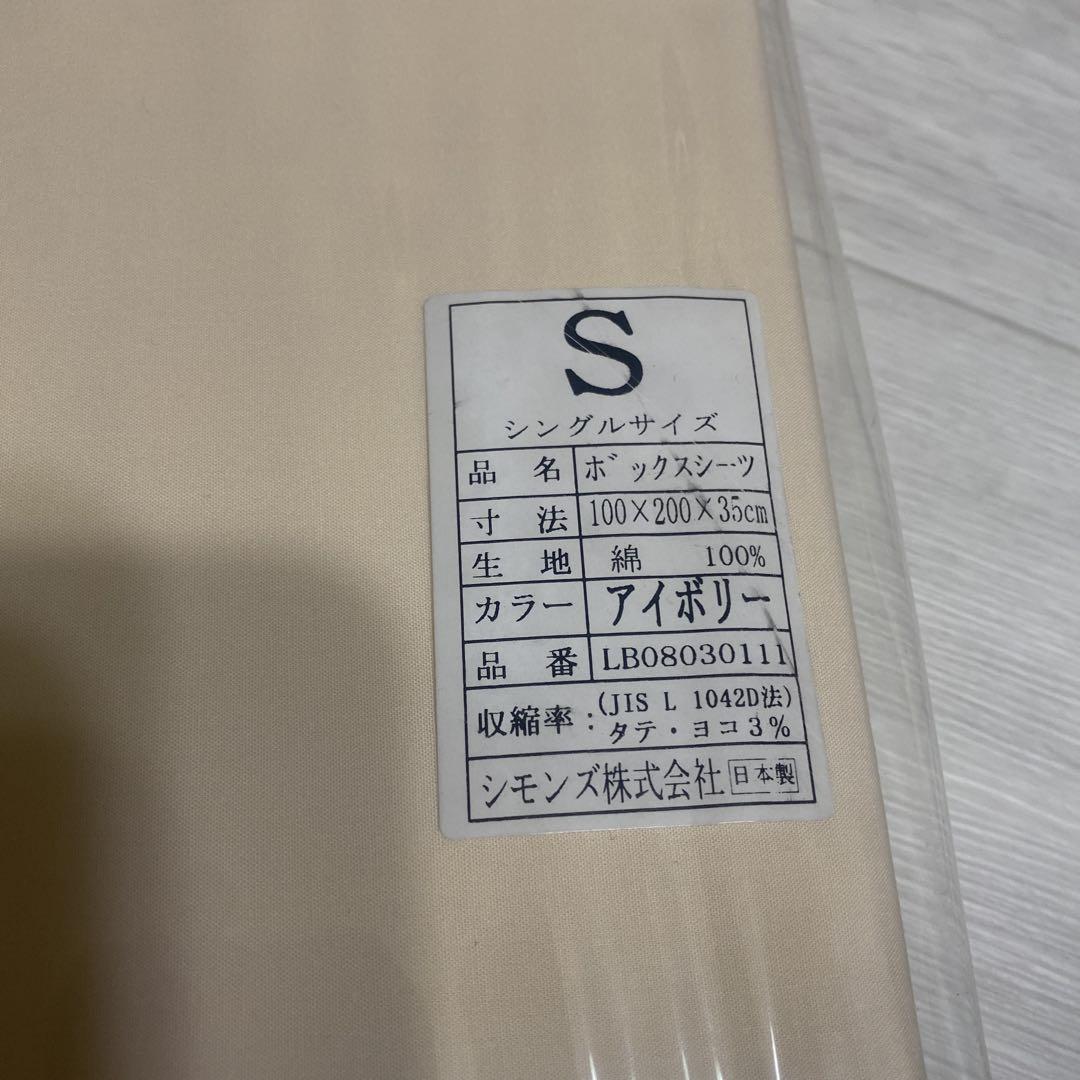 S
シングルサイズ
品名 ボックスシーツ
寸法 100×200×35cm
生地 綿 100%
カラー アイボリー
品番 LB08030111
収縮率:(JIS L 1042D法)
タテ・ヨコ3%
シモンズ株式会社 日本製